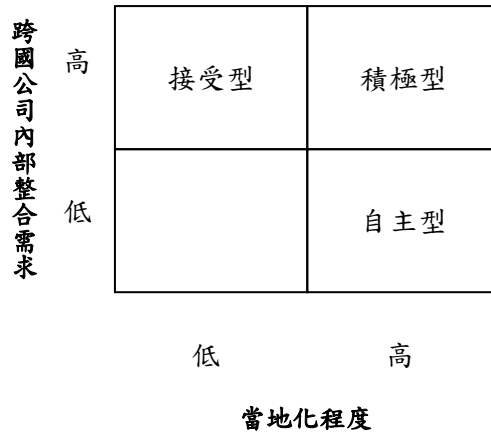 跨國公司內部整合需求
高
接受型
積極型
低
自主型
低
高
當地化程度